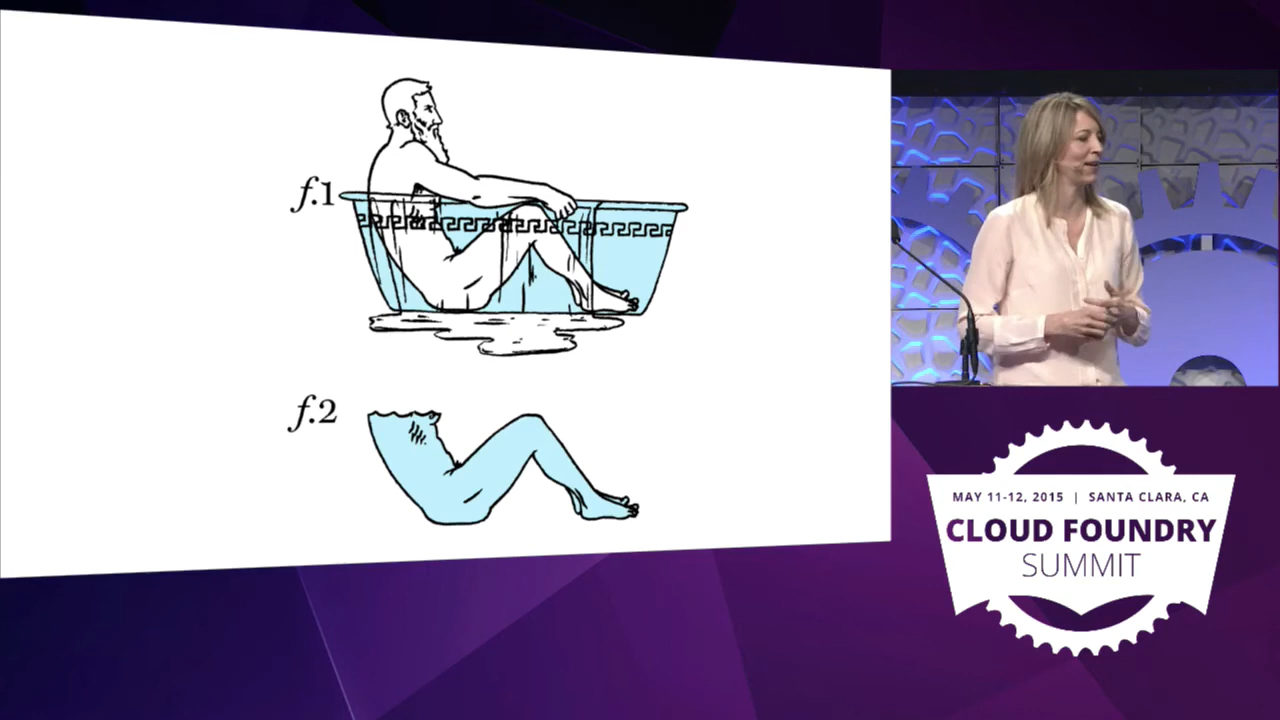 f.1
f.2
MAY 11-12, 2015 | SANTA CLARA, CA
CLOUD FOUNDRY
SUMMIT